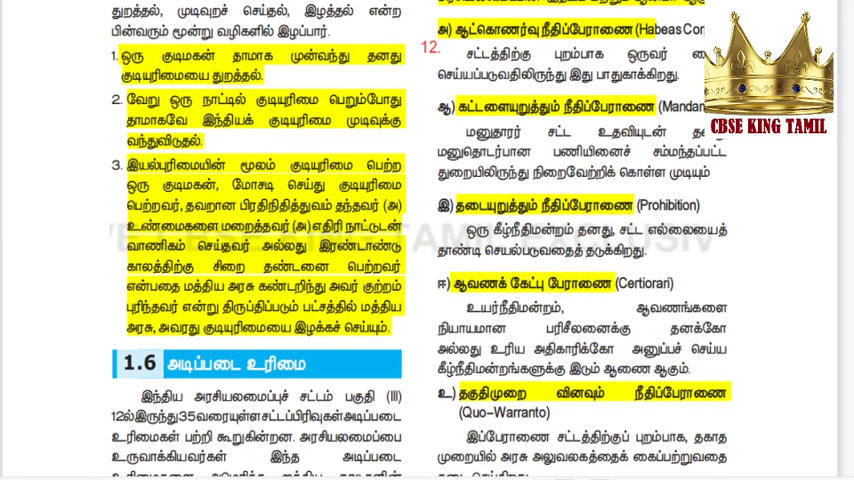 துறத்தல், முடிவுறச் செய்தல், இழத்தல் என்ற
பின்வரும் மூன்று வழிகளில் இழப்பார்.
1. ஒரு குடிமகன் தாமாக முன்வந்து தனது
குடியுரிமையை துறத்தல்.
2. வேறு ஒரு நாட்டில் குடியுரிமை பெறும்போது
தாமாகவே இந்தியக் குடியுரிமை முடிவுக்கு
வந்துவிடுதல்.
3. இயல்புரிமையின் மூலம் குடியுரிமை பெற்ற
ஒரு குடிமகன், மோசடி செய்து குடியுரிமை
பெற்றவர், தவறான பிரதிநிதித்துவம் தந்தவர் (அ)
உண்மைகளை மறைத்தவர் (அ) எதிரி நாட்டுடன்
வாணிகம் செய்தவர் அல்லது இரண்டாண்டு
காலத்திற்கு சிறை தண்டனை பெற்றவர்
என்பதை மத்திய அரசு கண்டறிந்து அவர் குற்றம்
புரிந்தவர் என்று திருப்திப்படும் பட்சத்தில் மத்திய
அரசு, அவரது குடியுரிமையை இழக்கச் செய்யும்.
1.6 அடிப்படை உரிமை
இந்திய அரசியலமைப்புச் சட்டம் பகுதி (III)
12ல்இருந்து35வரையுள்ளசட்டப்பிரிவுகள்அடிப்படை
உரிமைகள் பற்றி கூறுகின்றன. அரசியலமைப்பை
உருவாக்கியவர்கள் இந்த அடிப்படை
அ) ஆட்கொணர்வு நீதிப்பேராணை (Habeas Corp
12.
சட்டத்திற்கு புறம்பாக ஒருவர்
செய்யப்படுவதிலிருந்து இது பாதுகாக்கிறது.
ஆ) கட்டளையுறுத்தும் நீதிப்பேராணை (Mandam
மனுதாரர் சட்ட உதவியுடன்
மனுதொடர்பான பணியினைச் சம்மந்தப்பட்ட
துறையிலிருந்து நிறைவேற்றிக் கொள்ள முடியும்
இ) தடையுறுத்தும் நீதிப்பேராணை (Prohibition)
ஒரு கீழ்நீதிமன்றம் தனது, சட்ட எல்லையைத்
தாண்டி செயல்படுவதைத் தடுக்கிறது.
ஈ) ஆவணக் கேட்பு பேராணை (Certiorari)
உயர்நீதிமன்றம், ஆவணங்களை
நியாயமான பரிசீலனைக்கு தனக்கோ
அல்லது உரிய அதிகாரிக்கோ அனுப்பச் செய்ய
கீழ்நீதிமன்றங்களுக்கு இடும் ஆணை ஆகும்.
உ) தகுதிமுறை வினவும் நீதிப்பேராணை
(Quo–Warranto)
இப்பேராணை சட்டத்திற்குப் புறம்பாக, தகாத
முறையில் அரசு அலுவலகத்தைக் கைப்பற்றுவதை
CBSE KING TAMIL